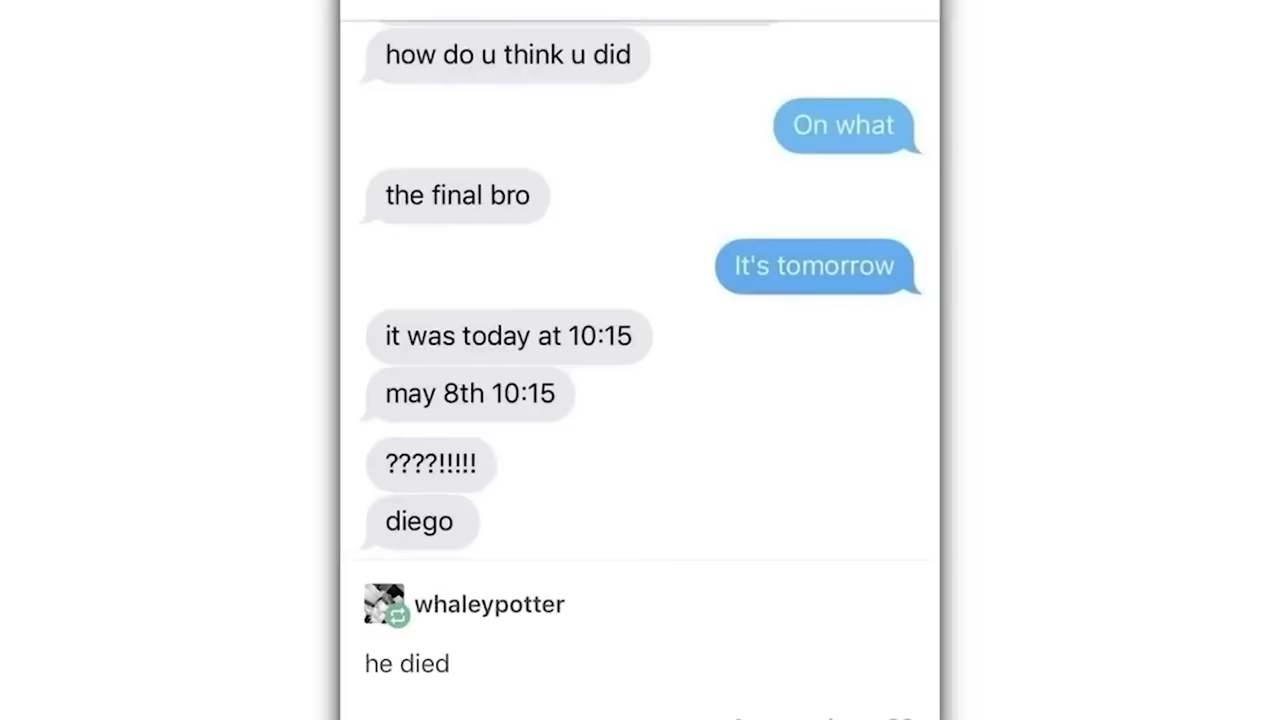 how do u think u did
On what
the final bro
It's tomorrow
it was today at 10:15
may 8th 10:15
????!!!!!
diego
whaleypotter
he died